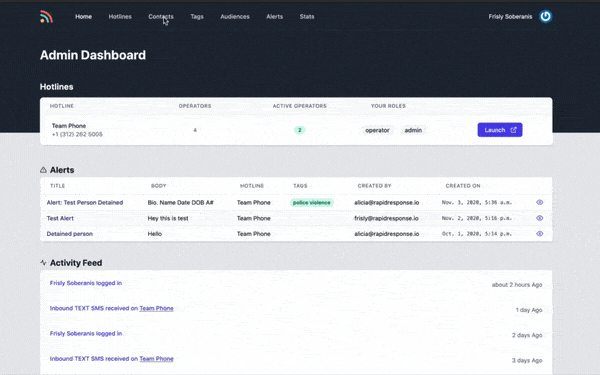 Home Hotlines Contacts Tags Audiences Alerts Stats Frisly Soberanis
Admin Dashboard
Hotlines
HOTLINE OPERATORS ACTIVE OPERATORS YOUR ROLES
Team Phone
+1 (312) 262 5005 4 2 operator admin Launch
Alerts
TITLE BODY HOTLINE TAGS CREATED BY CREATED ON
Alert: Test Person Detained Bio. Name Date DOB A# Team Phone police violence alicia@rapidresponse.io Nov. 3, 2020, 5:36 a.m.
Test Alert Hey this is test Team Phone frisly@rapidresponse.io Nov. 2, 2020, 5:16 p.m.
Detained person Hello Team Phone alicia@rapidresponse.io Oct. 1, 2020, 5:14 p.m.
Activity Feed
Frisly Soberanis logged in about 2 hours Ago
Inbound TEXT SMS received on Team Phone 1 day Ago
Frisly Soberanis logged in 2 days Ago
Inbound TEXT SMS received on Team Phone 3 days Ago